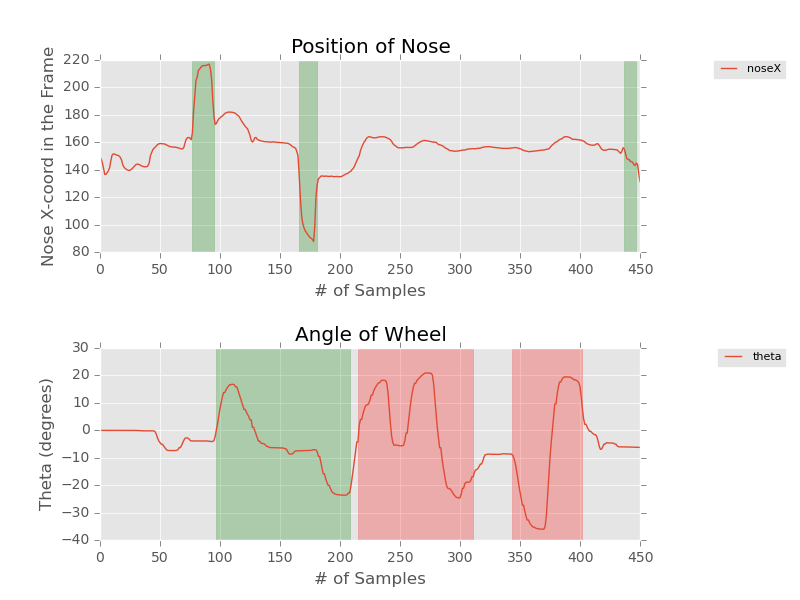 Position of Nose
Nose X-coord in the Frame
220
200
180
160
140
120
100
80
0 50 100 150 200 250 300 350 400 450
# of Samples
noseX
Angle of Wheel
Theta (degrees)
30
20
10
0
−10
−20
−30
−40
0 50 100 150 200 250 300 350 400 450
# of Samples
theta